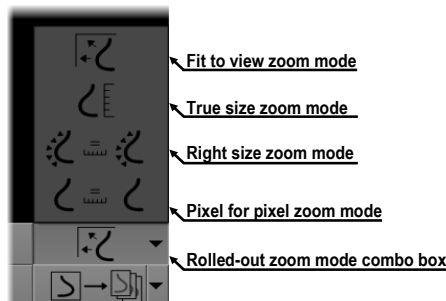 Fit to view zoom mode
True size zoom mode
Right size zoom mode
Pixel for pixel zoom mode
Rolled-out zoom mode combo box